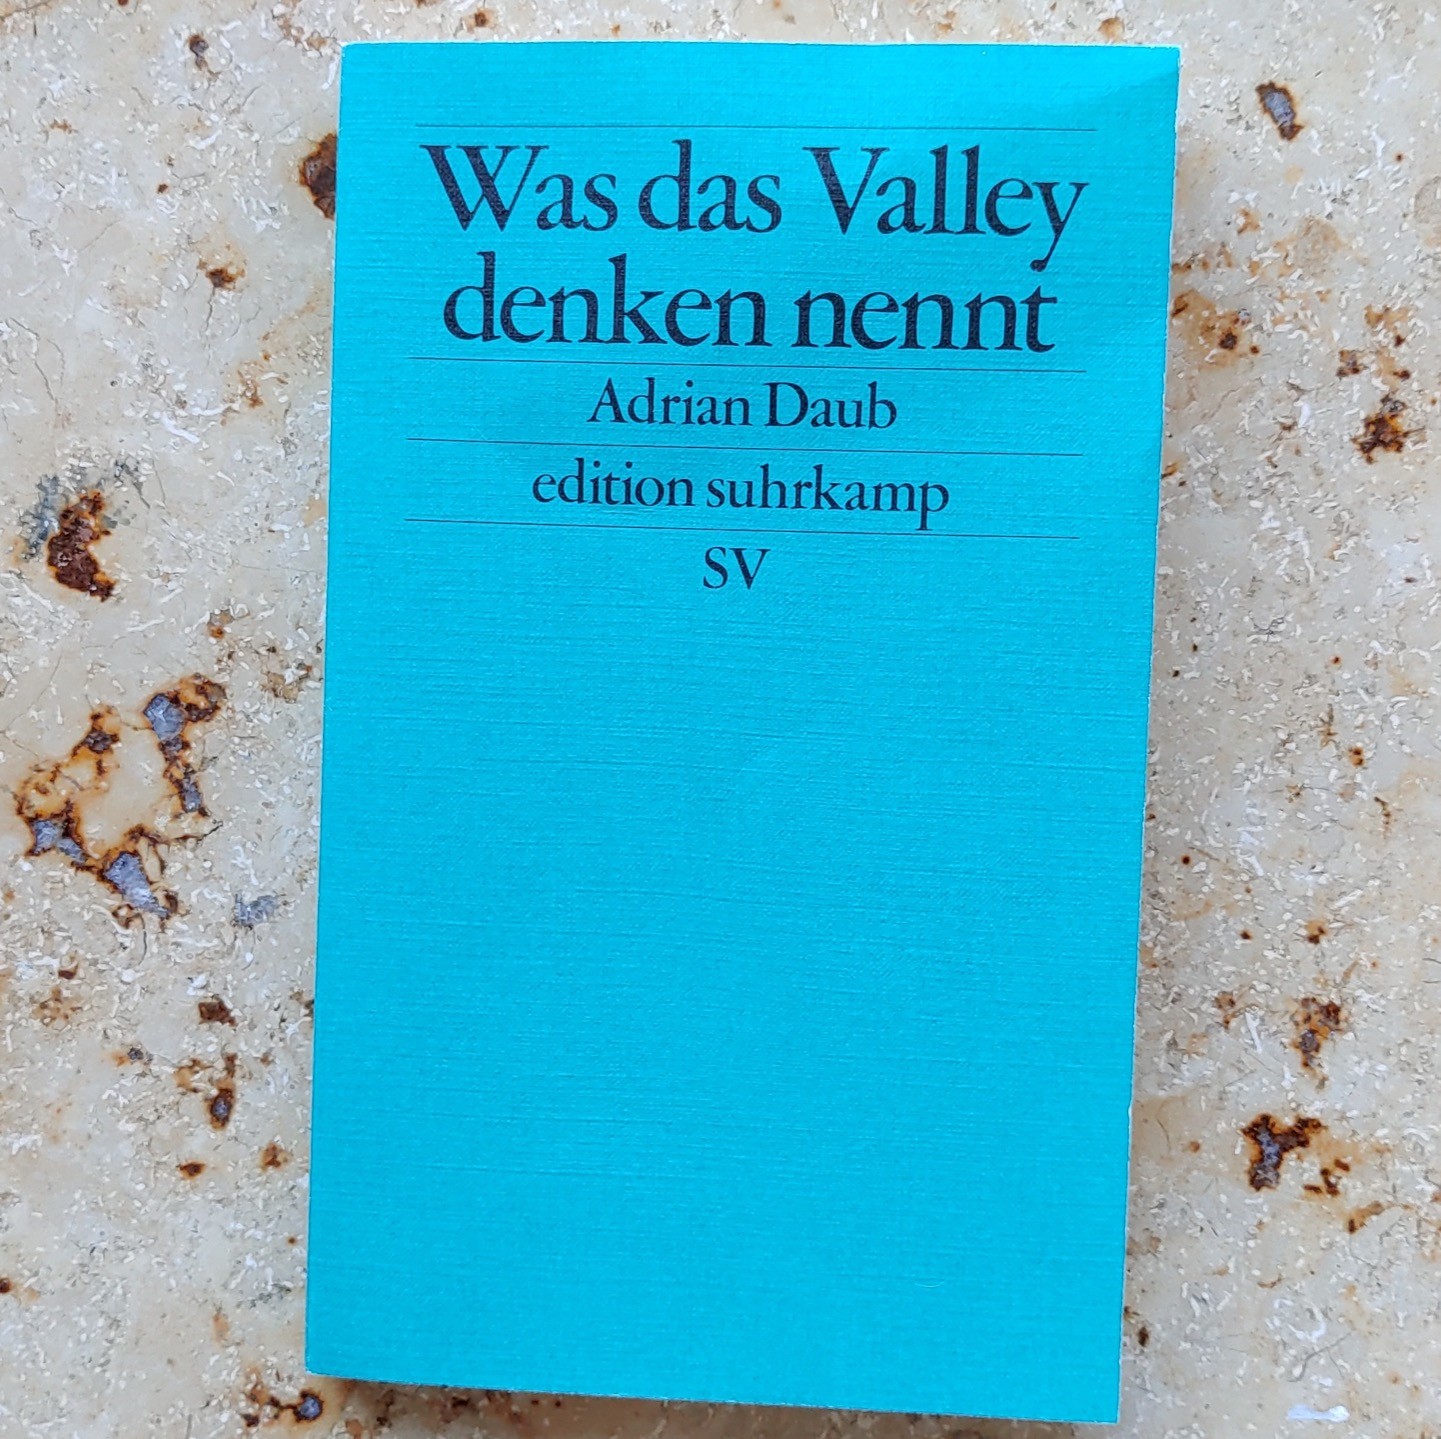 Was das Valley
denken nennt
Adrian Daub
edition suhrkamp
SV